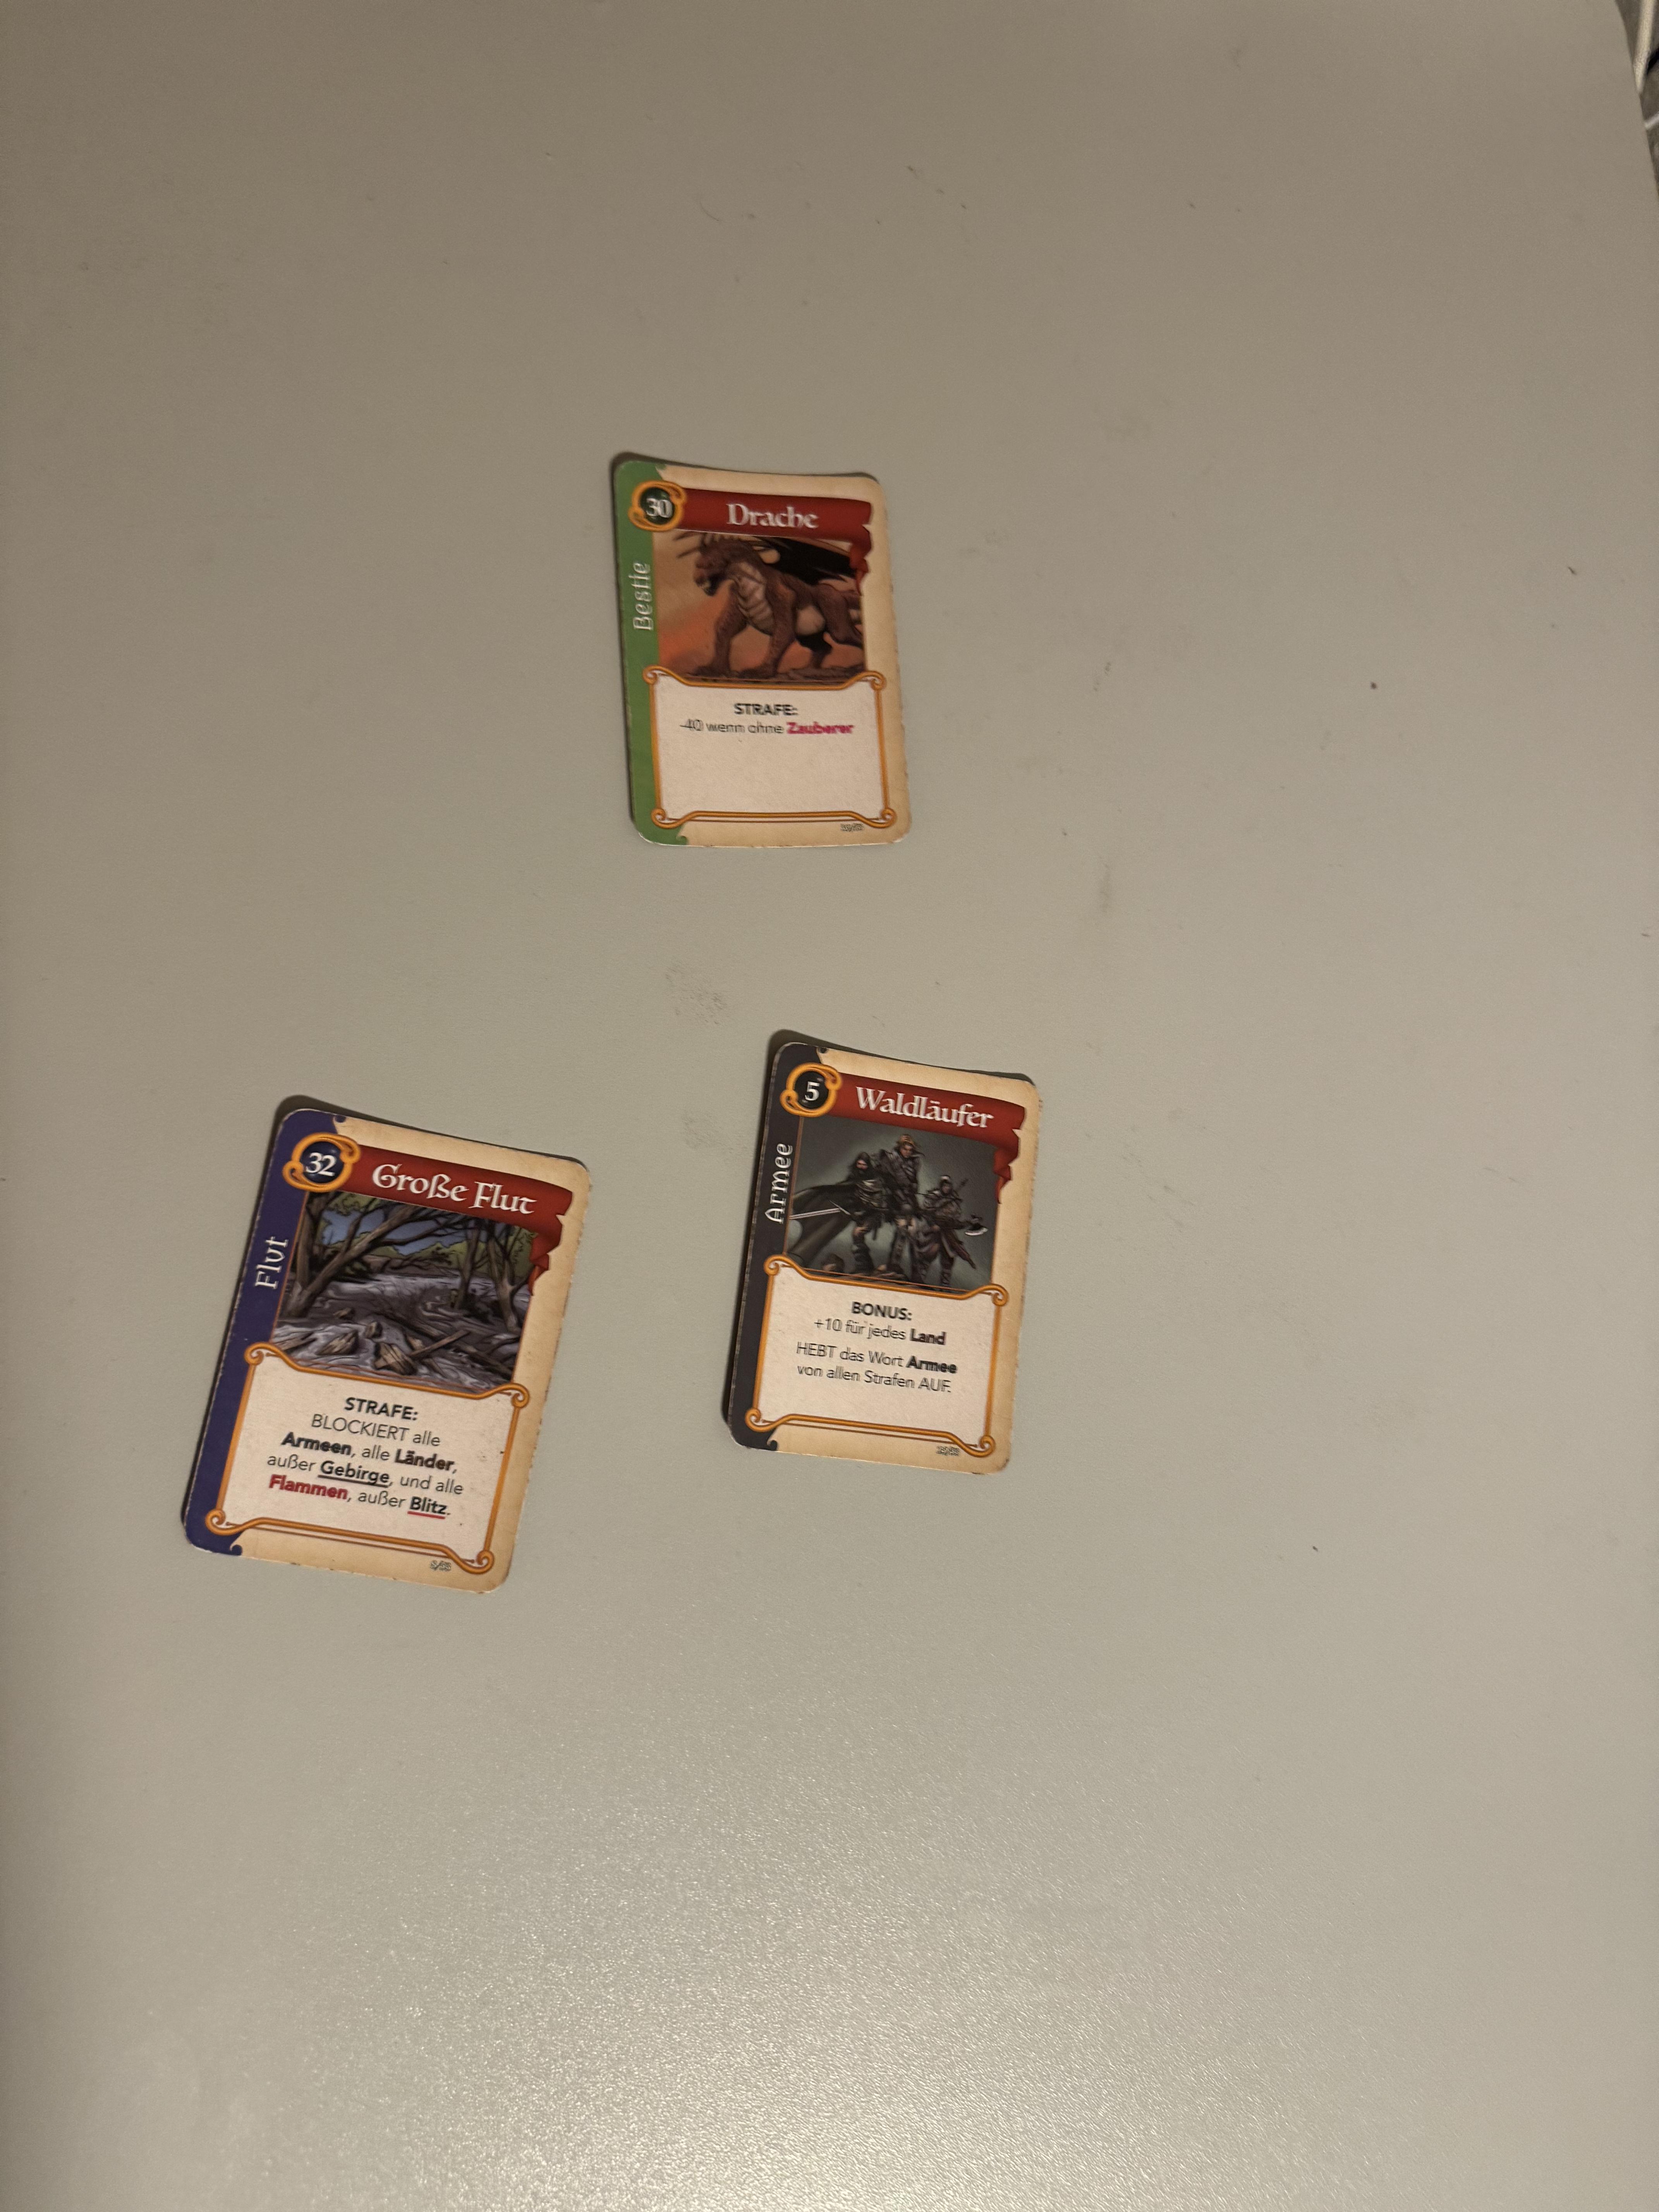 30
Drache
Bestie
STRAFE:
-40 wenn ohne Zauberer
32
Große Flut
Flut
STRAFE:
BLOCKIERT alle
Armeen, alle Länder,
außer Gebirge, und alle
Flammen, außer Blitz.
5
Waldläufer
Armee
BONUS:
+10 für jedes Land
HEBT das Wort Armee
von allen Strafen AUF.